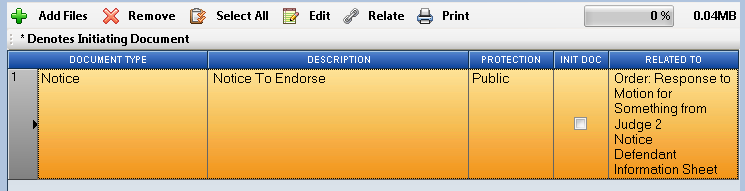 Add Files Remove Select All Edit Relate Print 0 % 0.04MB
* Denotes Initiating Document
DOCUMENT TYPE DESCRIPTION PROTECTION INIT DOC RELATED TO
1 Notice Notice To Endorse Public Order: Response to
Motion for
Something from
Judge 2
Notice
Defendant
Information Sheet